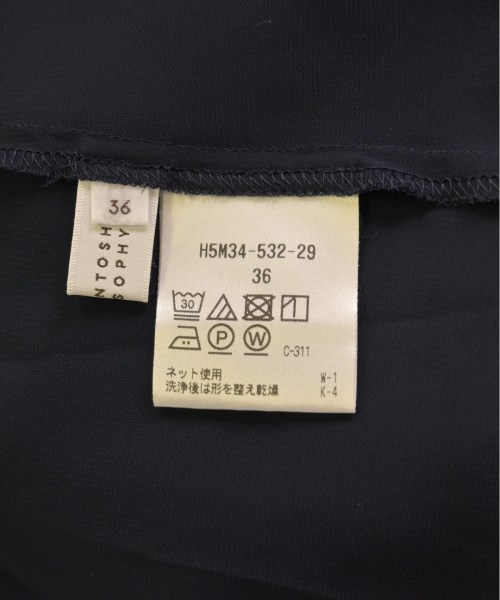 36
NTOSH
SOPHY
H5M34-532-29
36
30
P W C-311
ネット使用
洗浄後は形を整え乾燥
W-1
K-4